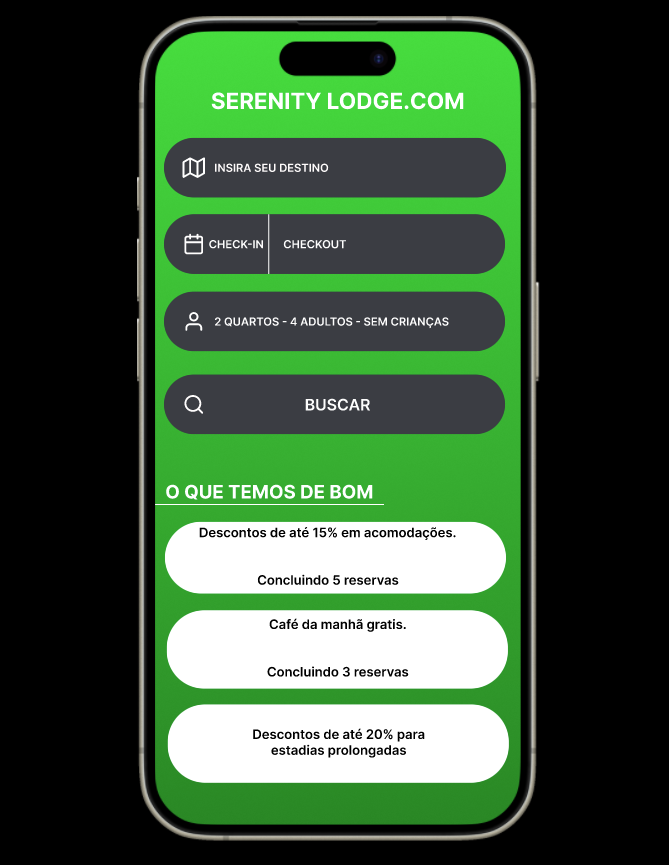 SERENITY LODGE.COM
INSIRA SEU DESTINO
CHECK-IN CHECKOUT
2 QUARTOS - 4 ADULTOS - SEM CRIANÇAS
BUSCAR
O QUE TEMOS DE BOM
Descontos de até 15% em acomodações.
Concluindo 5 reservas
Café da manhã gratis.
Concluindo 3 reservas
Descontos de até 20% para
estadias prolongadas